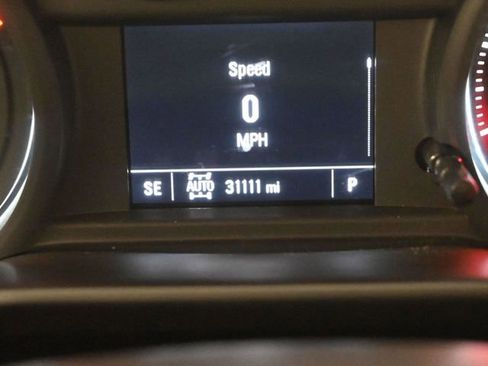 Speed
0
MPH
SE AUTO 31111 mi P